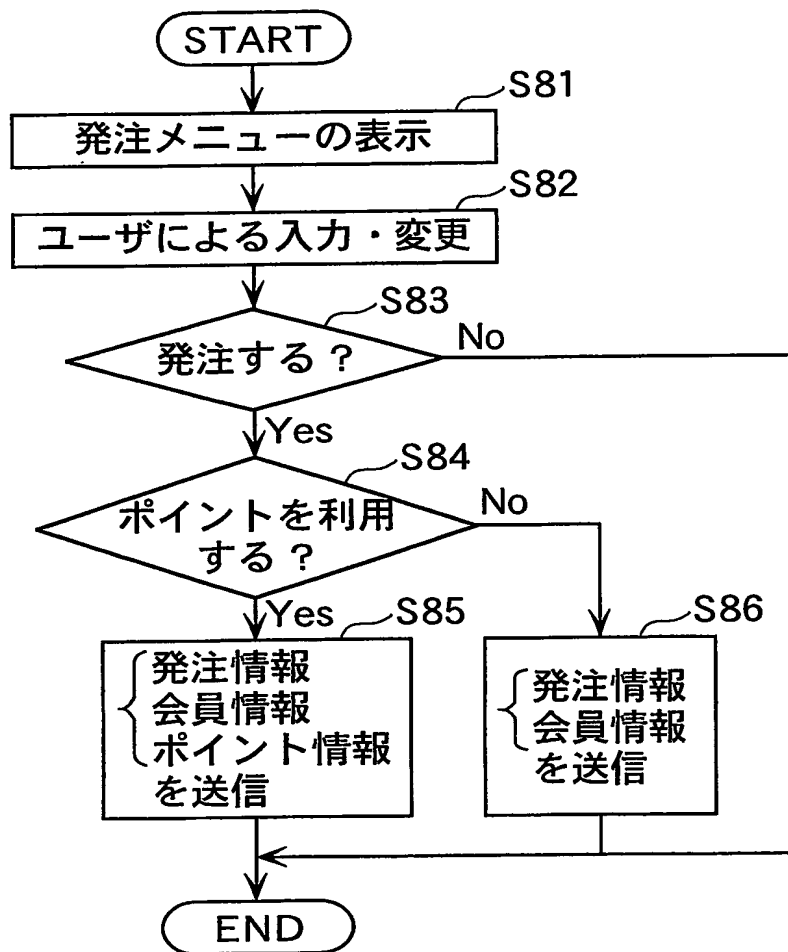 START
S81
発注メニューの表示
S82
ユーザによる入力・変更
S83
発注する?
No
Yes
S84
ポイントを利用
する?
No
Yes
S85
発注情報
会員情報
ポイント情報
を送信
S86
発注情報
会員情報
を送信
END